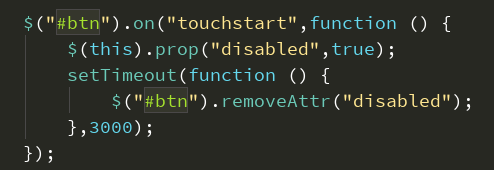 $("#btn").on("touchstart",function () {
    $(this).prop("disabled",true);
    setTimeout(function () {
        $("#btn").removeAttr("disabled");
    },3000);
});